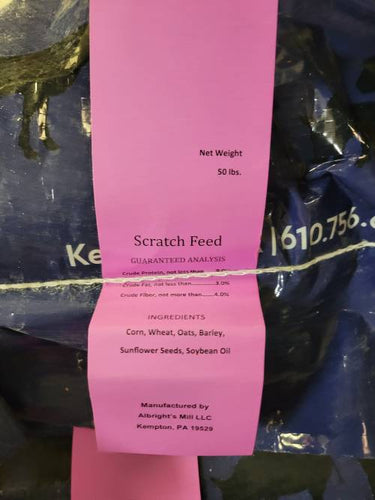 Net Weight
50 lbs.
Scratch Feed
GUARANTEED ANALYSIS
Crude Protein, not less than
Crude Fat, not less than........3.0%
Crude Fiber, not more than.......4.0%
INGREDIENTS
Corn, Wheat, Oats, Barley,
Sunflower Seeds, Soybean Oil
Manufactured by
Albright's Mill LLC
Kempton, PA 19529
|610.756.